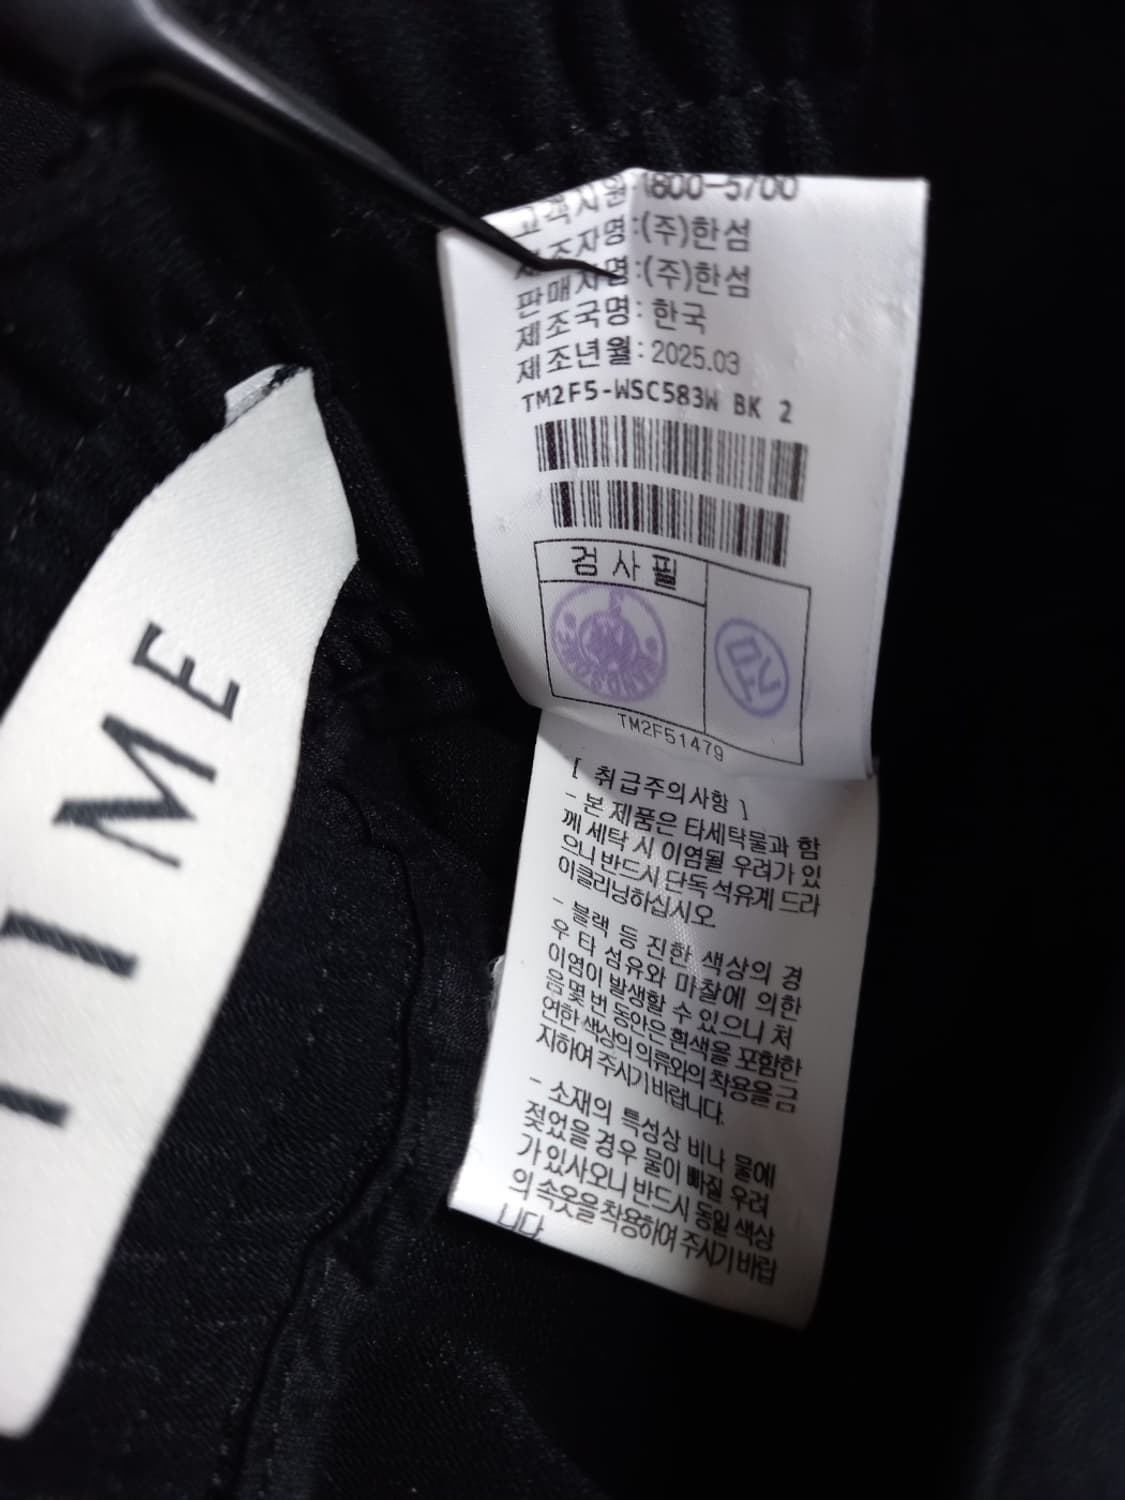 고객지원:1800-5700
제조자명:(주)한섬
판매자명:(주)한섬
제조국명: 한국
제조년월: 2025.03
TM2F5-WSC583W BK 2
검사필
HANDSOME
TM2F51479
[ 취급주의사항 ]
- 본 제품은 타세탁물과 함
께 세탁 시 이염될 우려가 있
으니 반드시 단독 석유계 드라
이클리닝하십시오.
- 블랙 등 진한 색상의 경
우 타 섬유와 마찰에 의한
이염이 발생할 수 있으니 처
음 몇 번 동안은 흰색을 포함한
연한 색상의 의류와의 착용을 금
지하여 주시기 바랍니다.
- 소재의 특성상 비나 물에
젖었을 경우 물이 빠질 우려
가 있사오니 반드시 동일 색상
의 속옷을 착용하여 주시기 바랍
니다.
TIME